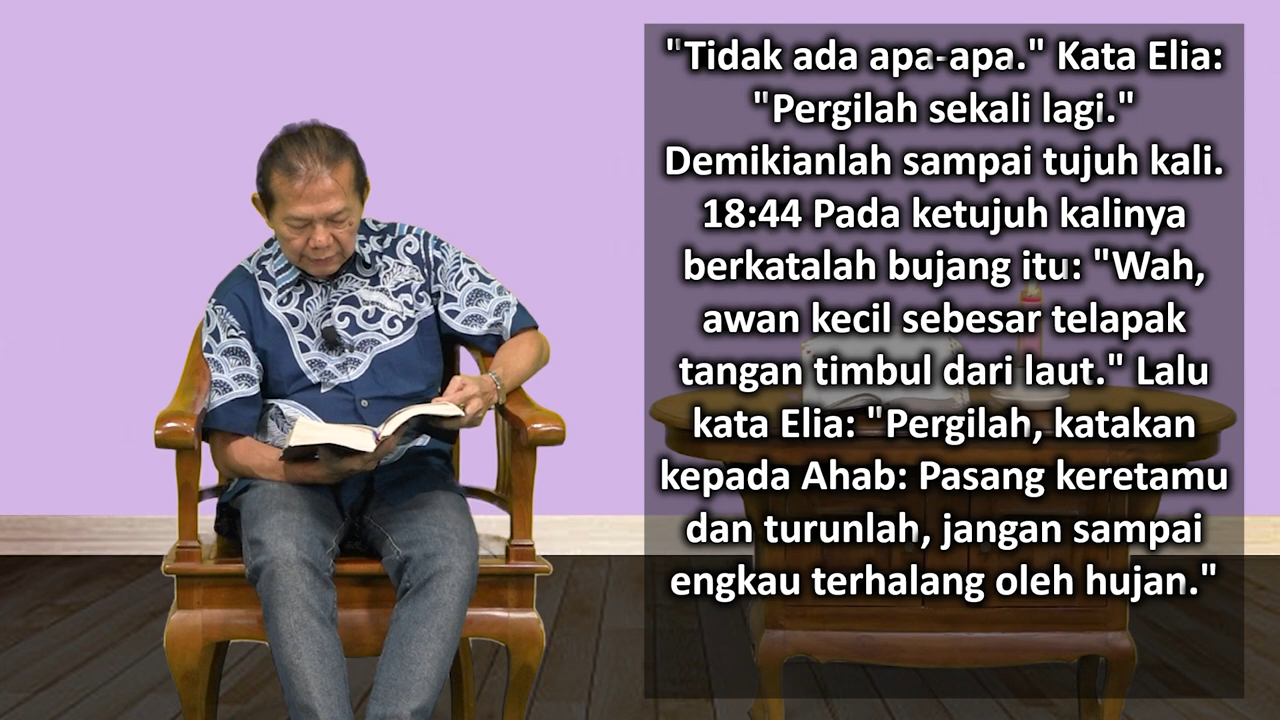 "Tidak ada apa-apa." Kata Elia:
"Pergilah sekali lagi."
Demikianlah sampai tujuh kali.
18:44 Pada ketujuh kalinya
berkatalah bujang itu: "Wah,
awan kecil sebesar telapak
tangan timbul dari laut." Lalu
kata Elia: "Pergilah, katakan
kepada Ahab: Pasang keretamu
dan turunlah, jangan sampai
engkau terhalang oleh hujan."